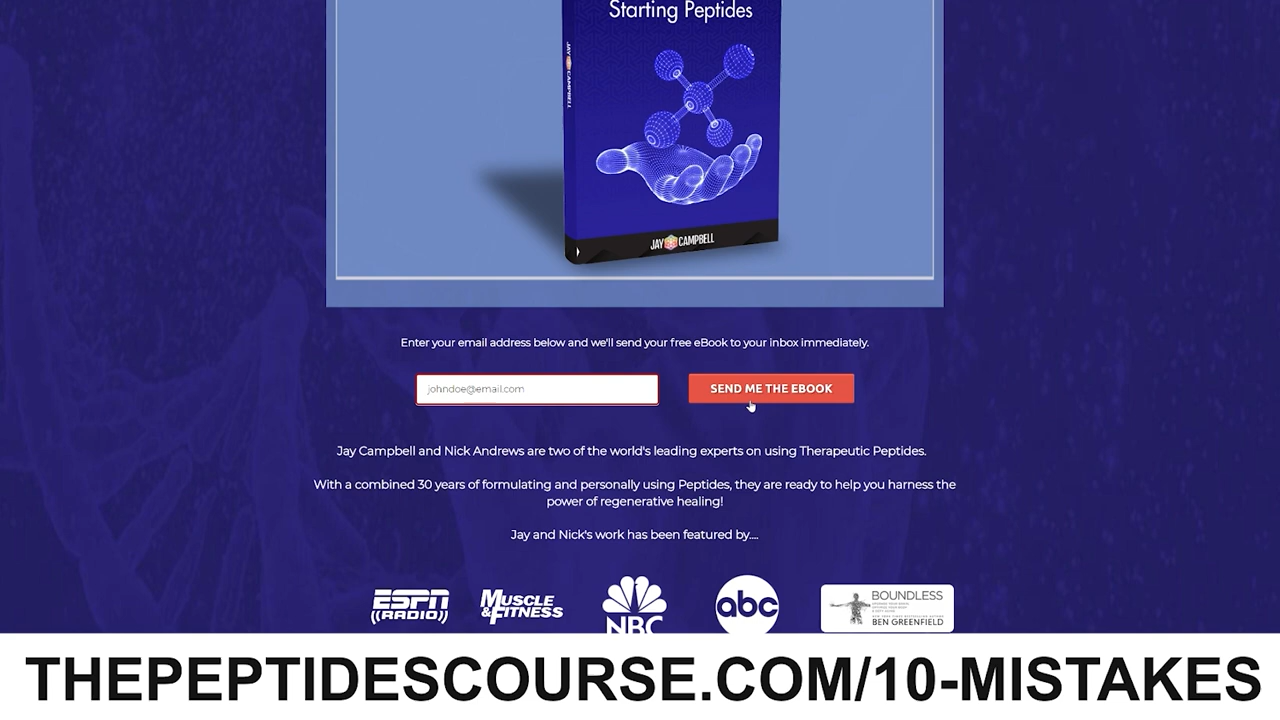 Starting Peptides
JAY CAMPBELL
JAY CAMPBELL
Enter your email address below and we'll send your free eBook to your inbox immediately.
johndoe@email.com
SEND ME THE EBOOK
Jay Campbell and Nick Andrews are two of the world's leading experts on using Therapeutic Peptides.
With a combined 30 years of formulating and personally using Peptides, they are ready to help you harness the
power of regenerative healing!
Jay and Nick's work has been featured by....
ESPN
RADIO
MUSCLE
&FITNESS
NBC
abc
BOUNDLESS
BEN GREENFIELD
THEPEPTIDESCOURSE.COM/10-MISTAKES